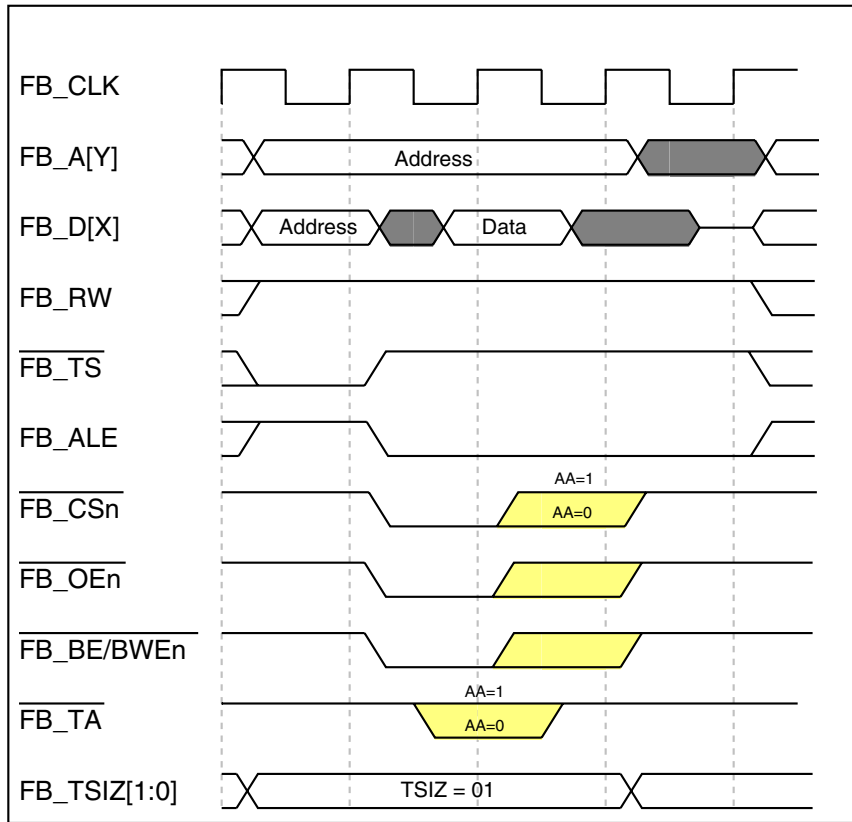 FB_CLK
FB_A[Y] Address
FB_D[X] Address Data
FB_RW
FB_TS
FB_ALE
AA=1
FB_CSn AA=0
FB_OEn
FB_BE/BWEn
AA=1
FB_TA AA=0
FB_TSIZ[1:0] TSIZ = 01